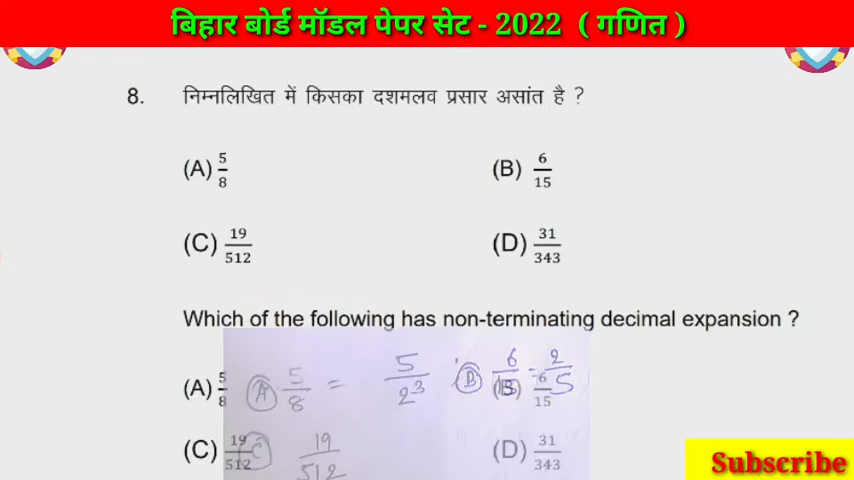 बिहार बोर्ड मॉडल पेपर सेट - 2022 ( गणित )
8. निम्नलिखित में किसका दशमलव प्रसार असांत है ?
(A) 5/8 (B) 6/15
(C) 19/512 (D) 31/343
Which of the following has non-terminating decimal expansion ?
(A) 5/8 (A) 5/8 = 5/2³ (B) 6/15 = 2/5 (B) 6/15
(C) 19/512 (C) 19/512 (D) 31/343
Subscribe